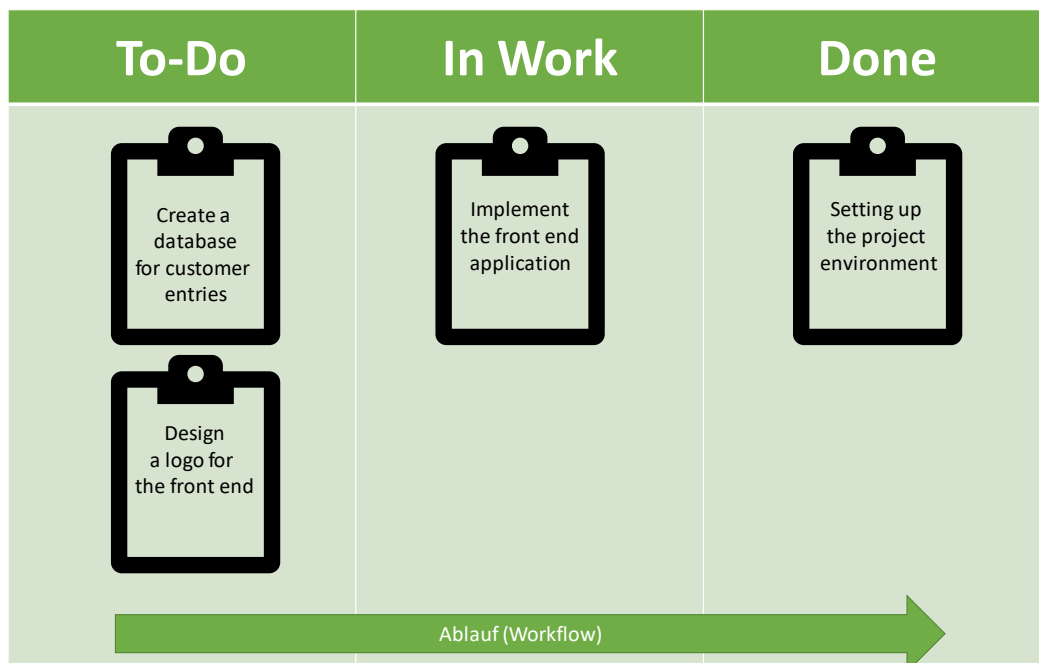 To-Do
In Work
Done
Create a
database
for customer
entries
Implement
the front end
application
Setting up
the project
environment
Design
a logo for
the front end
Ablauf (Workflow)